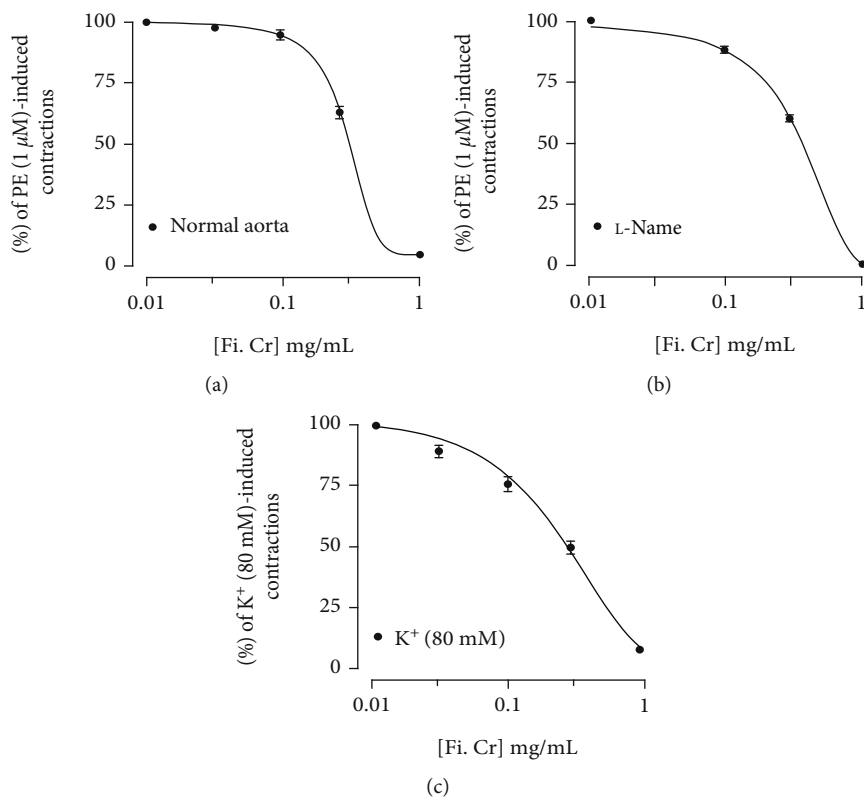 (%) of PE (1 μM)-induced
contractions
100
75
50
25
0
Normal aorta
0.01
0.1
1
[Fi. Cr] mg/mL
(a)
(%) of PE (1 μM)-induced
contractions
100
75
50
25
0
L-Name
0.01
0.1
1
[Fi. Cr] mg/mL
(b)
(%) of K⁺ (80 mM)-induced
contractions
100
75
50
25
0
K⁺ (80 mM)
0.01
0.1
1
[Fi. Cr] mg/mL
(c)